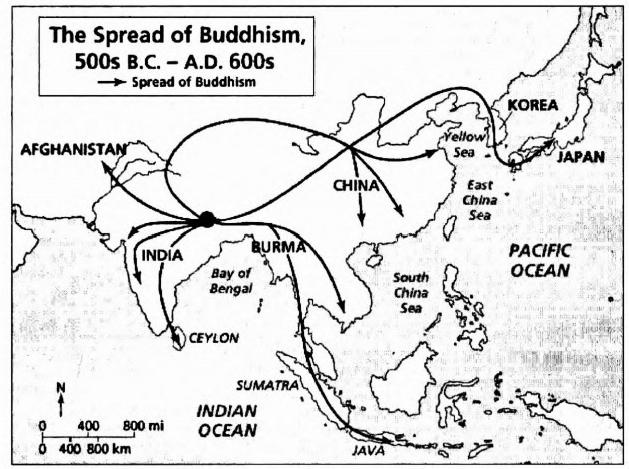 The Spread of Buddhism,
500s B.C. – A.D. 600s
Spread of Buddhism
KOREA
AFGHANISTAN
Yellow
Sea
JAPAN
CHINA
East
China
Sea
INDIA
BURMA
PACIFIC
OCEAN
Bay of
Bengal
South
China
Sea
CEYLON
N
SUMATRA
INDIAN
OCEAN
0 400 800 mi
0 400 800 km
JAVA